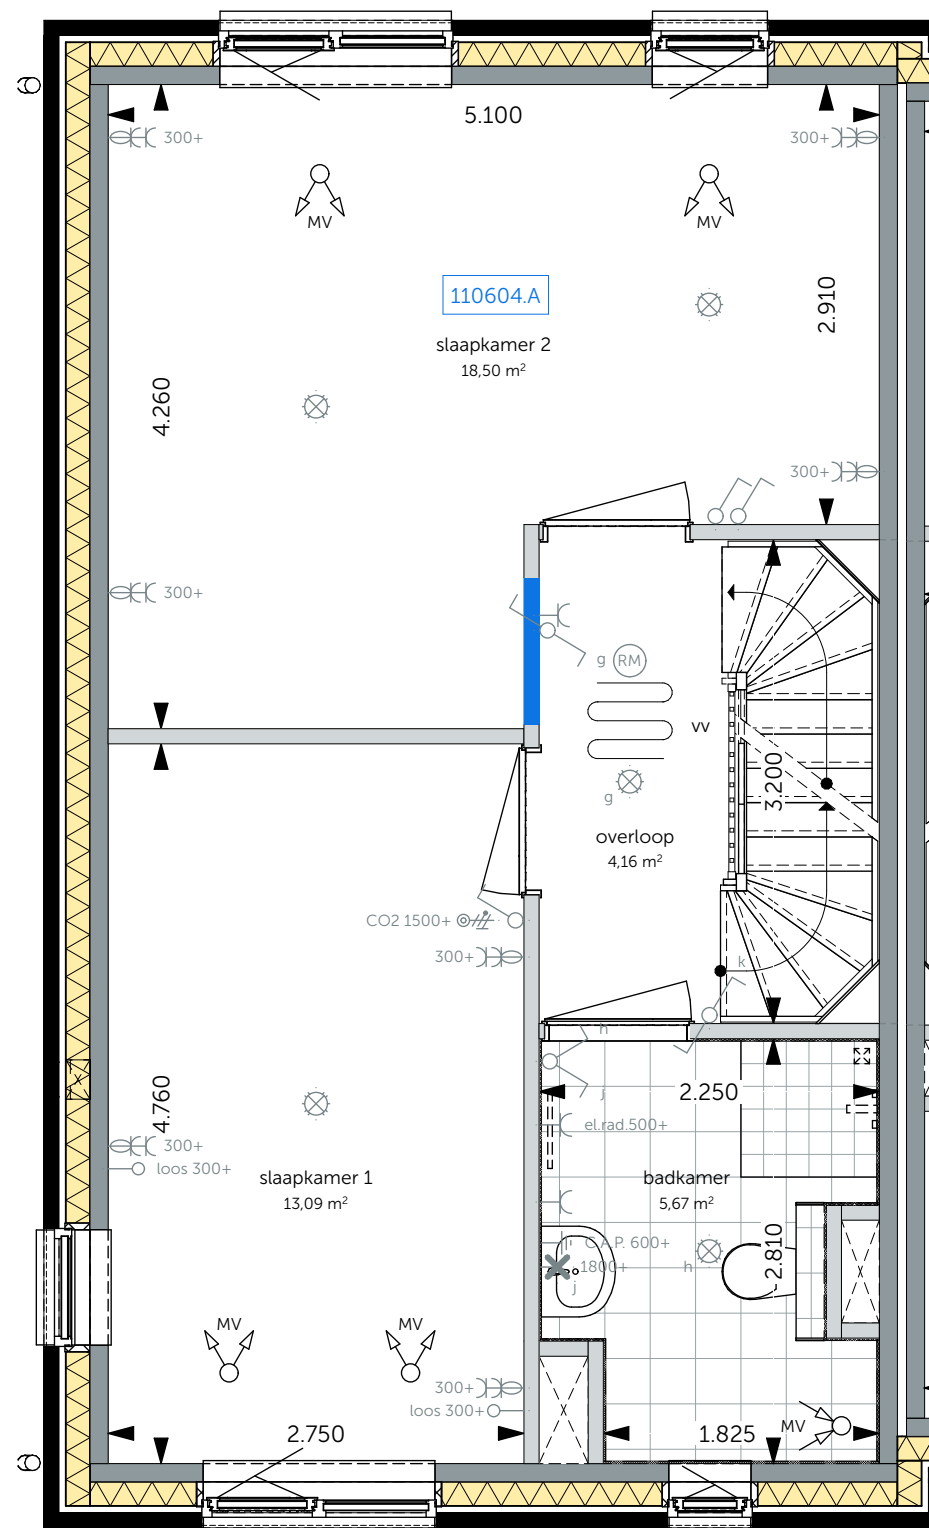 5.100
300+
300+
MV
MV
110604.A
2.910
slaapkamer 2
18,50 m²
4.260
300+
300+
g
RM
vv
3.200
g
overloop
4,16 m²
CO2 1500+
300+
k
h
2.250
j
4.760
el.rad.500+
300+
loos 300+
slaapkamer 1
13,09 m²
badkamer
5,67 m²
2.810
C.A.P. 600+
1800+
h
j
MV
MV
300+
loos 300+
2.750
1.825
MV